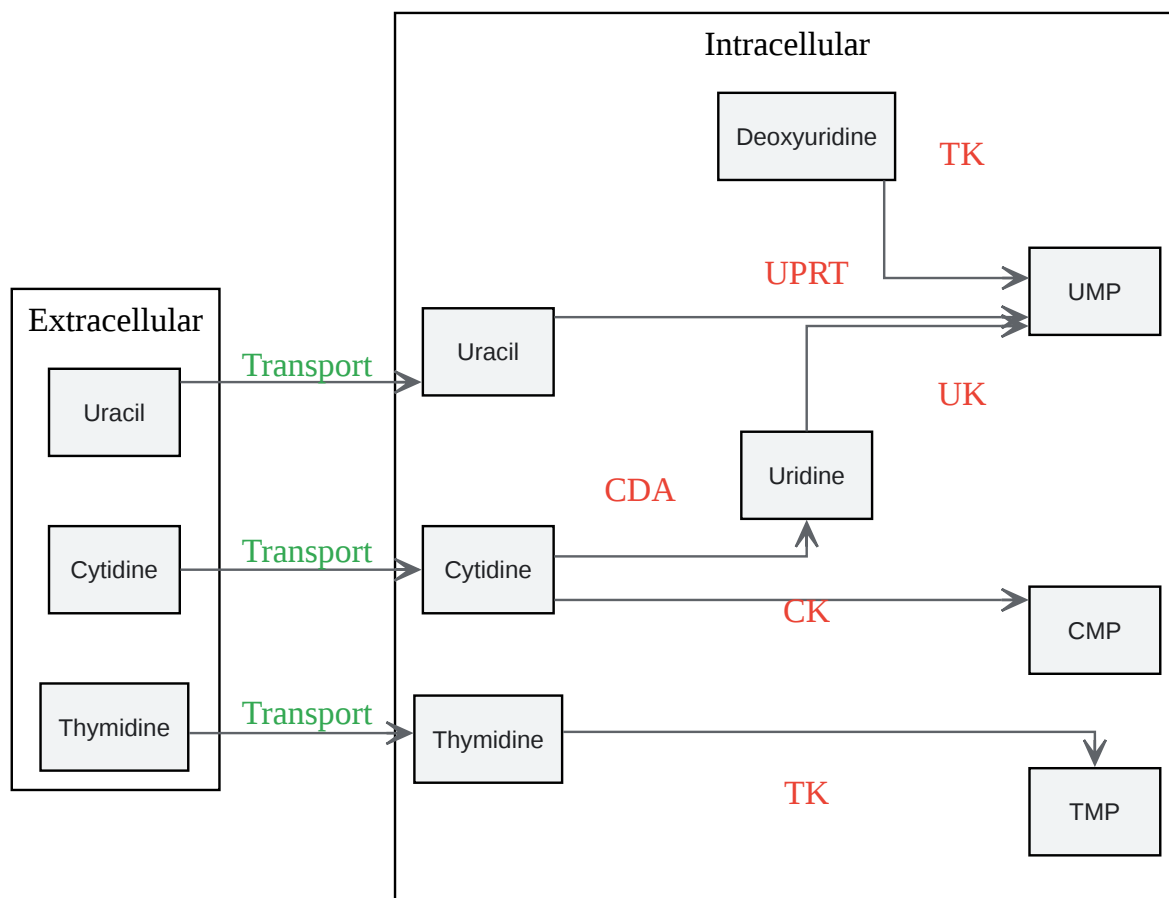 Intracellular
Deoxyuridine
TK
UPRT
UMP
Extracellular
Transport
Uracil
Uracil
UK
Uridine
CDA
Transport
Cytidine
Cytidine
CK
CMP
Transport
Thymidine
Thymidine
TK
TMP